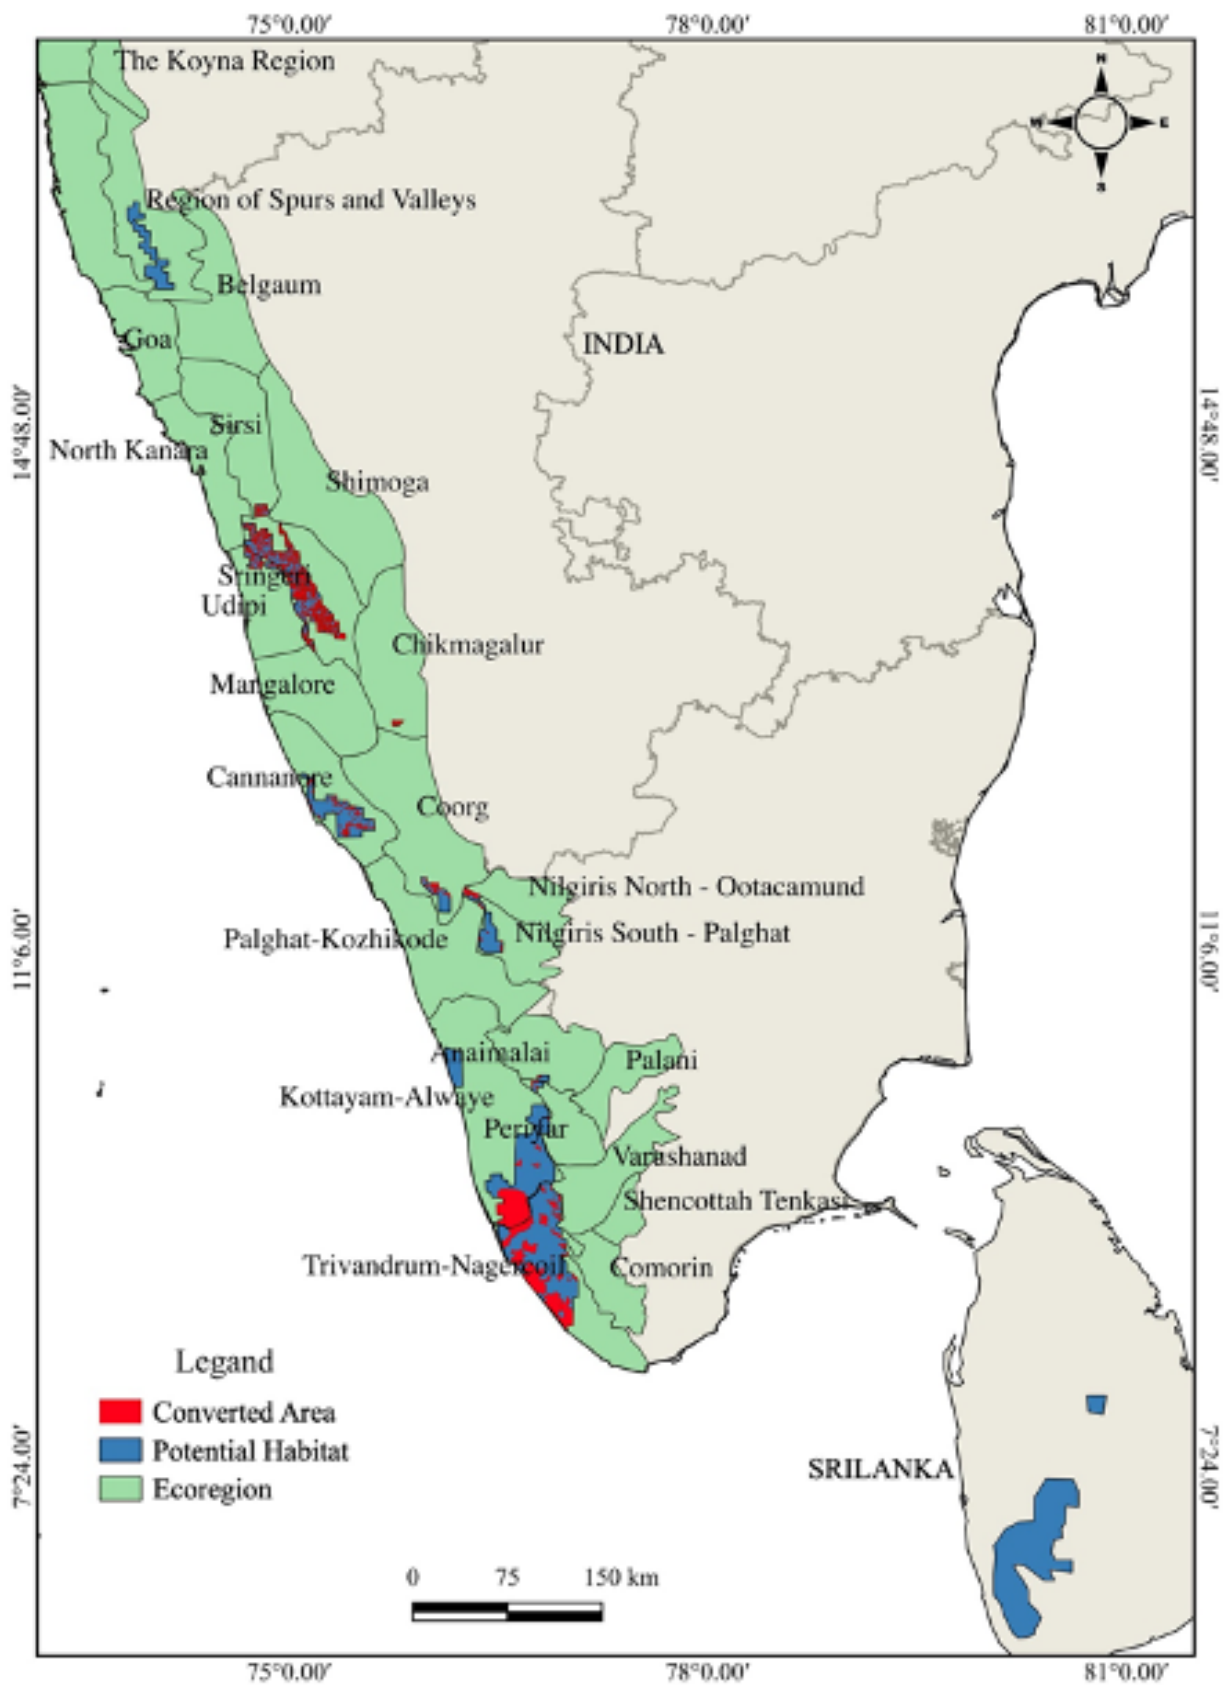 75°0.00′ 78°0.00′ 81°0.00′
The Koyna Region
N
W E
S
Region of Spurs and Valleys
Belgaum
Goa
INDIA
14°48.00′ 14°48.00′
Sirsi
North Kanara
Shimoga
Sringeri
Udipi
Chikmagalur
Mangalore
Cannanore
Coorg
Nilgiris North - Ootacamund
Nilgiris South - Palghat
Palghat-Kozhikode
11°6.00′ 11°6.00′
Anaimalai
Palani
Kottayam-Alwaye
Periyar
Varushanad
Shencottah Tenkasi
Trivandrum-Nagercoil
Comorin
Legand
Converted Area
Potential Habitat
Ecoregion
7°24.00′ 7°24.00′
SRILANKA
0 75 150 km
75°0.00′ 78°0.00′ 81°0.00′